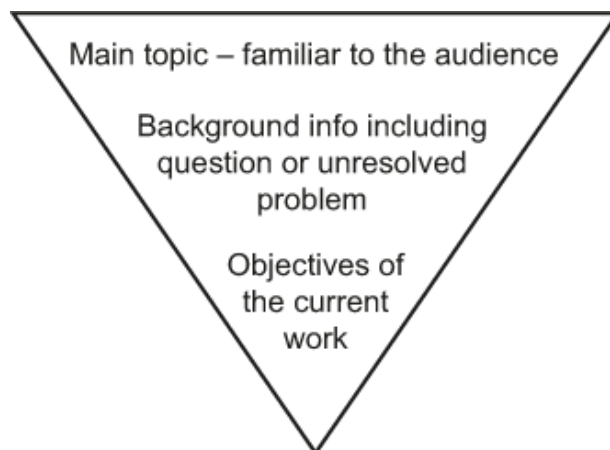 Main topic – familiar to the audience
Background info including
question or unresolved
problem
Objectives of
the current
work